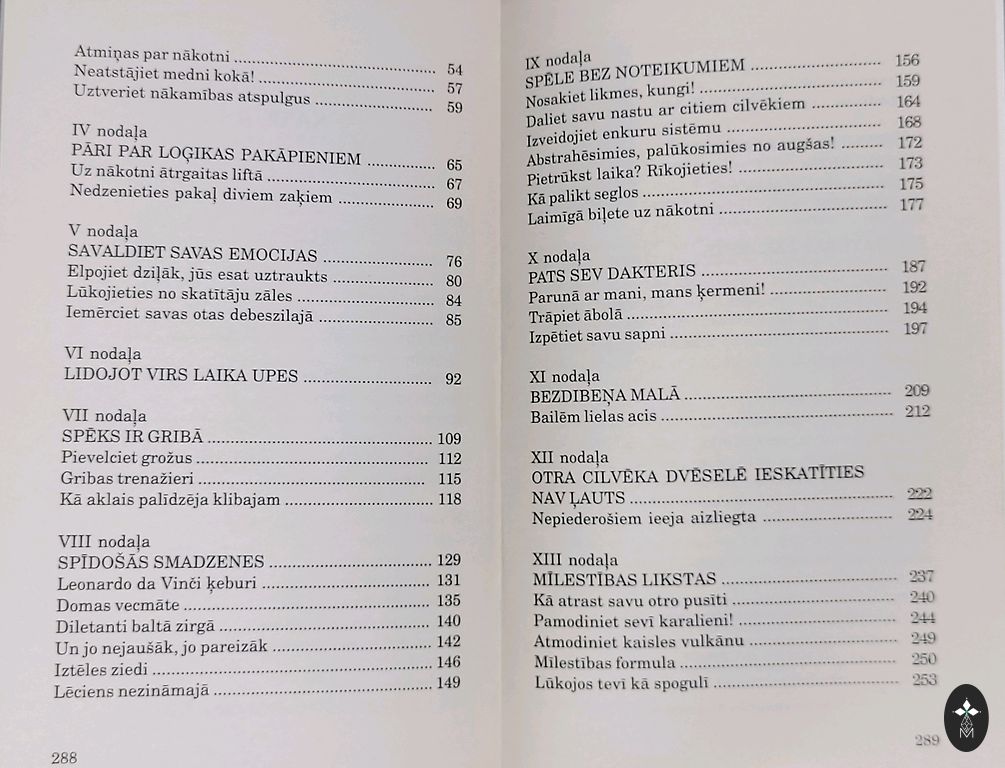 Atmiņas par nākotni ........ 54
Neatstājiet medni kokā! ........ 57
Uztveriet nākamības atspulgus ........ 59
IV nodaļa
PĀRI PAR LOĢIKAS PAKĀPIENIEM ........ 65
Uz nākotni ātrgaitas liftā ........ 67
Nedzenieties pakaļ diviem zaķiem ........ 69
V nodaļa
SAVALDIET SAVAS EMOCIJAS ........ 76
Elpojiet dziļāk, jūs esat uztraukts ........ 80
Lūkojieties no skatītāju zāles ........ 84
Iemērciet savas otas debeszilajā ........ 85
VI nodaļa
LIDOJOT VIRS LAIKA UPES ........ 92
VII nodaļa
SPĒKS IR GRIBĀ ........ 109
Pievelciet grožus ........ 112
Gribas trenažieri ........ 115
Kā aklais palīdzēja klibajam ........ 118
VIII nodaļa
SPĪDOŠĀS SMADZENES ........ 129
Leonardo da Vinči ķeburi ........ 131
Domas vecmāte ........ 135
Diletanti baltā zirgā ........ 140
Un jo nejaušāk, jo pareizāk ........ 142
Iztēles ziedi ........ 146
Lēciens nezināmajā ........ 149
288
IX nodaļa
SPĒLE BEZ NOTEIKUMIEM ........ 156
Nosakiet likmes, kungi! ........ 159
Daliet savu nastu ar citiem cilvēkiem ........ 164
Izveidojiet enkuru sistēmu ........ 168
Abstrahēsimies, palūkosimies no augšas! ........ 172
Pietrūkst laika? Rīkojieties! ........ 173
Kā palikt seglos ........ 175
Laimīgā biļete uz nākotni ........ 177
X nodaļa
PATS SEV DAKTERIS ........ 187
Parunā ar mani, mans ķermeni! ........ 192
Trāpiet ābolā ........ 194
Izpētiet savu sapni ........ 197
XI nodaļa
BEZDIBEŅA MALĀ ........ 209
Bailēm lielas acis ........ 212
XII nodaļa
OTRA CILVĒKA DVĒSELĒ IESKATĪTIES
NAV ĻAUTS ........ 222
Nepiederošiem ieeja aizliegta ........ 224
XIII nodaļa
MĪLESTĪBAS LIKSTAS ........ 237
Kā atrast savu otro pusīti ........ 240
Pamodiniet sevī karalieni! ........ 244
Atmodiniet kaisles vulkānu ........ 249
Mīlestības formula ........ 250
Lūkojos tevī kā spogulī ........ 253
289